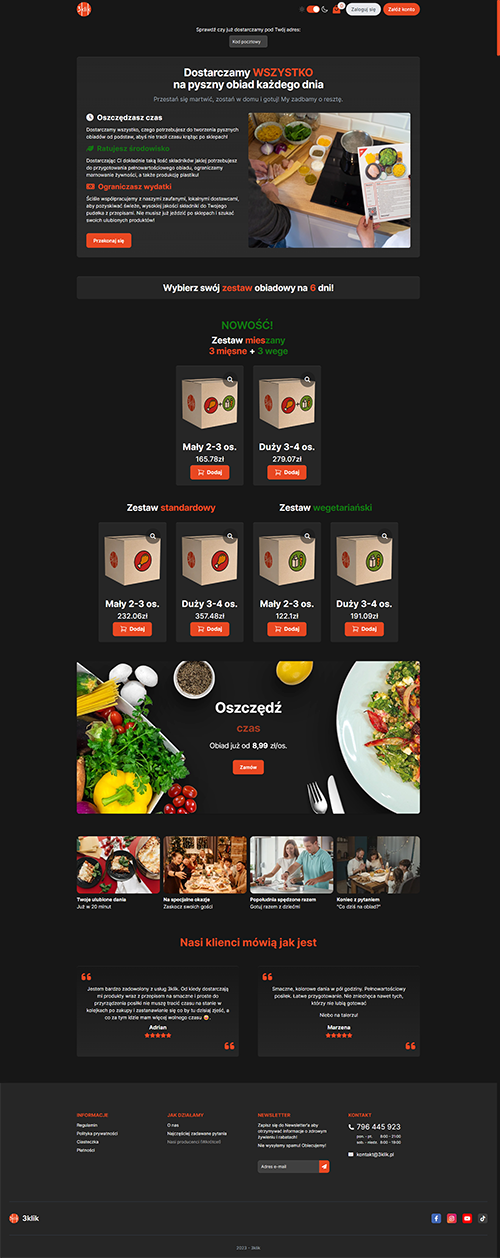 3klik
Zaloguj się
Załóż konto
Sprawdź czy już dostarczamy pod Twój adres:
Kod pocztowy
Dostarczamy WSZYSTKO
na pyszny obiad każdego dnia
Przestań się martwić, zostań w domu i gotuj! My zadbamy o resztę.
Oszczędzasz czas
Dostarczamy wszystko, czego potrzebujesz do tworzenia pysznych
obiadów od podstaw, abyś nie tracił czasu krążąc po sklepach!
Ratujesz środowisko
Dostarczając Ci dokładnie taką ilość składników jakiej potrzebujesz
do przygotowania pełnowartościowego obiadu, ograniczamy
marnowanie żywności, a także produkcję plastiku!
Ograniczasz wydatki
Ściśle współpracujemy z naszymi zaufanymi, lokalnymi dostawcami,
aby pozyskiwać świeże, wysokiej jakości składniki do Twojego
pudełka z przepisami. Nie musisz już jeździć po sklepach i szukać
swoich ulubionych produktów!
Przekonaj się
Wybierz swój zestaw obiadowy na 6 dni!
NOWOŚĆ!
Zestaw mieszany
3 mięsne + 3 wege
Mały 2-3 os.
165.78zł
Dodaj
Duży 3-4 os.
279.07zł
Dodaj
Zestaw standardowy
Zestaw wegetariański
Mały 2-3 os.
232.06zł
Dodaj
Duży 3-4 os.
357.48zł
Dodaj
Mały 2-3 os.
122.1zł
Dodaj
Duży 3-4 os.
191.09zł
Dodaj
Oszczędź
czas
Obiad już od 8,99 zł/os.
Zamów
Twoje ulubione dania
Już w 20 minut
Na specjalne okazje
Zaskocz swoich gości
Popołudnia spędzone razem
Gotuj razem z dziećmi
Koniec z pytaniem
"Co dziś na obiad?"
Nasi klienci mówią jak jest
Jestem bardzo zadowolony z usług 3klik. Od kiedy dostarczają
mi produkty wraz z przepisem na smaczne i proste do
przyrządzenia posiłki nie muszę tracić czasu na stanie w
kolejkach po zakupy i zastanawianie się co by tu dzisiaj zjeść, a
co za tym idzie mam więcej wolnego czasu
Adrian
Smaczne, kolorowe dania w pół godziny. Pełnowartościowy
posiłek. Łatwe przygotowanie. Nie zniechęca nawet tych,
którzy nie lubią gotować
Niebo na talerzu!
Marzena
INFORMACJE
Regulamin
Polityka prywatności
Ciasteczka
Płatności
JAK DZIAŁAMY
O nas
Najczęściej zadawane pytania
Nasi producenci
NEWSLETTER
Zapisz się do Newsletter'a aby
otrzymywać informacje o zdrowym
żywieniu i rabatach!
Nie wysyłamy spamu! Obiecujemy!
Adres e-mail
KONTAKT
796 445 923
pon. - pt. 8:00 - 21:00
sob. - niedz. 8:00 - 19:00
kontakt@3klik.pl
3klik
2023 - 3klik